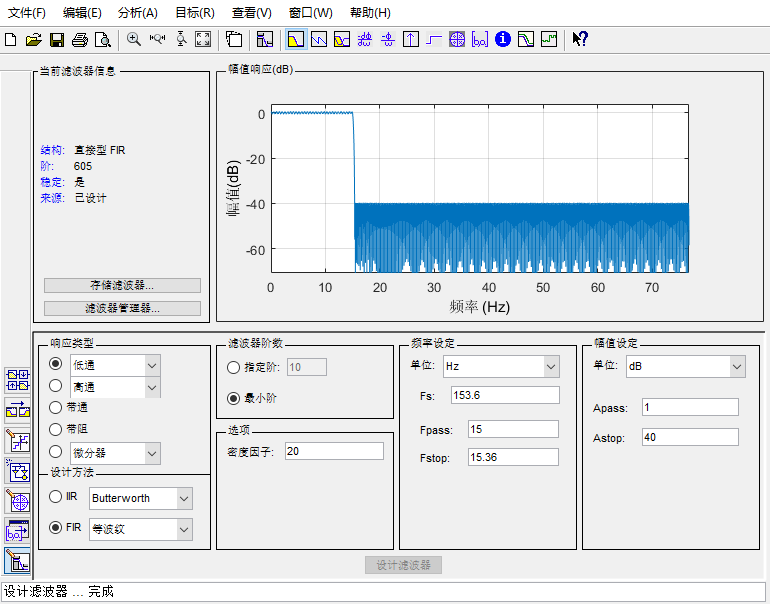 文件(F) 编辑(E) 分析(A) 目标(R) 查看(V) 窗口(W) 帮助(H)
当前滤波器信息
结构: 直接型 FIR
阶: 605
稳定: 是
来源: 已设计
存储滤波器...
滤波器管理器...
幅值响应(dB)
幅值(dB)
0
-20
-40
-60
0 10 20 30 40 50 60 70
频率 (Hz)
响应类型
低通
高通
带通
带阻
微分器
设计方法
IIR Butterworth
FIR 等波纹
滤波器阶数
指定阶: 10
最小阶
选项
密度因子: 20
频率设定
单位: Hz
Fs: 153.6
Fpass: 15
Fstop: 15.36
幅值设定
单位: dB
Apass: 1
Astop: 40
设计滤波器
设计滤波器 ... 完成